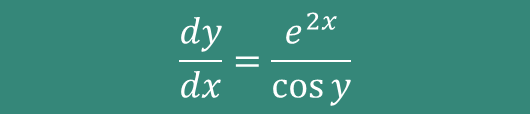 dy/dx = e^{2x}/cos y